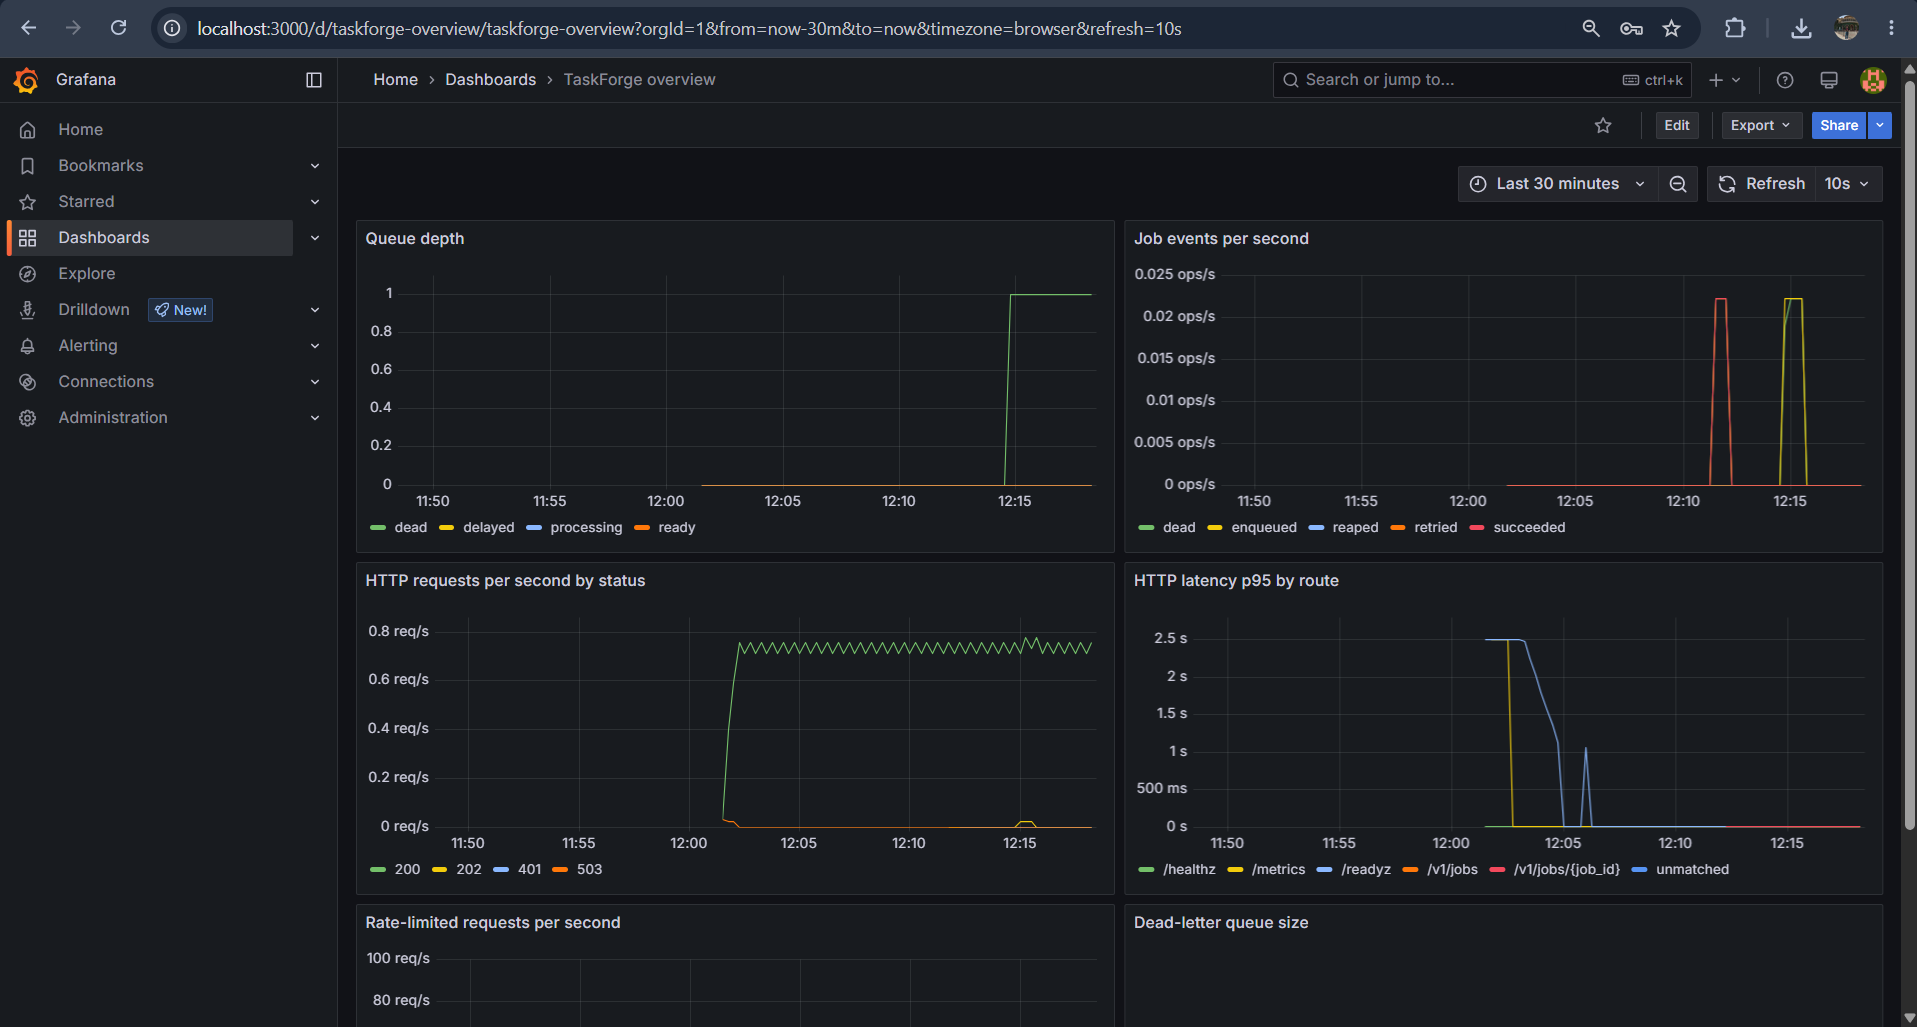 localhost:3000/d/taskforge-overview/taskforge-overview?orgId=1&from=now-30m&to=now&timezone=browser&refresh=10s
Grafana
Home › Dashboards › TaskForge overview
Search or jump to...
ctrl+k
Edit
Export
Share
Home
Bookmarks
Starred
Dashboards
Explore
Drilldown
New!
Alerting
Connections
Administration
Last 30 minutes
Refresh
10s
Queue depth
1
0.8
0.6
0.4
0.2
0
11:50 11:55 12:00 12:05 12:10 12:15
dead delayed processing ready
Job events per second
0.025 ops/s
0.02 ops/s
0.015 ops/s
0.01 ops/s
0.005 ops/s
0 ops/s
11:50 11:55 12:00 12:05 12:10 12:15
dead enqueued reaped retried succeeded
HTTP requests per second by status
0.8 req/s
0.6 req/s
0.4 req/s
0.2 req/s
0 req/s
11:50 11:55 12:00 12:05 12:10 12:15
200 202 401 503
HTTP latency p95 by route
2.5 s
2 s
1.5 s
1 s
500 ms
0 s
11:50 11:55 12:00 12:05 12:10 12:15
/healthz /metrics /readyz /v1/jobs /v1/jobs/{job_id} unmatched
Rate-limited requests per second
100 req/s
80 req/s
Dead-letter queue size